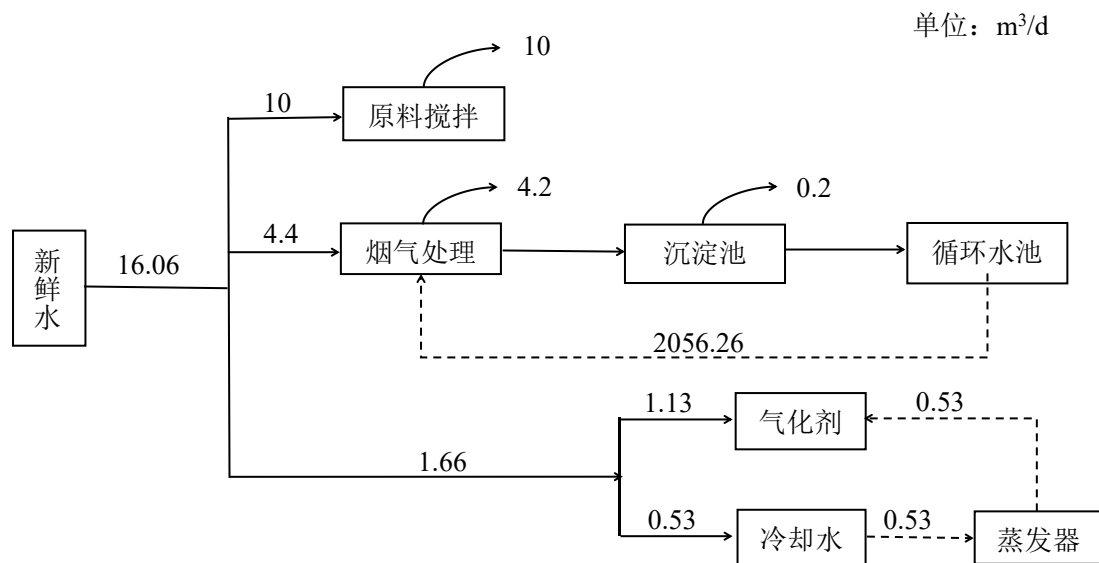 单位：m³/d
10
10
原料搅拌
4.2
0.2
4.4
烟气处理
沉淀池
循环水池
新鲜水
16.06
2056.26
1.13
气化剂
0.53
1.66
0.53
冷却水
0.53
蒸发器